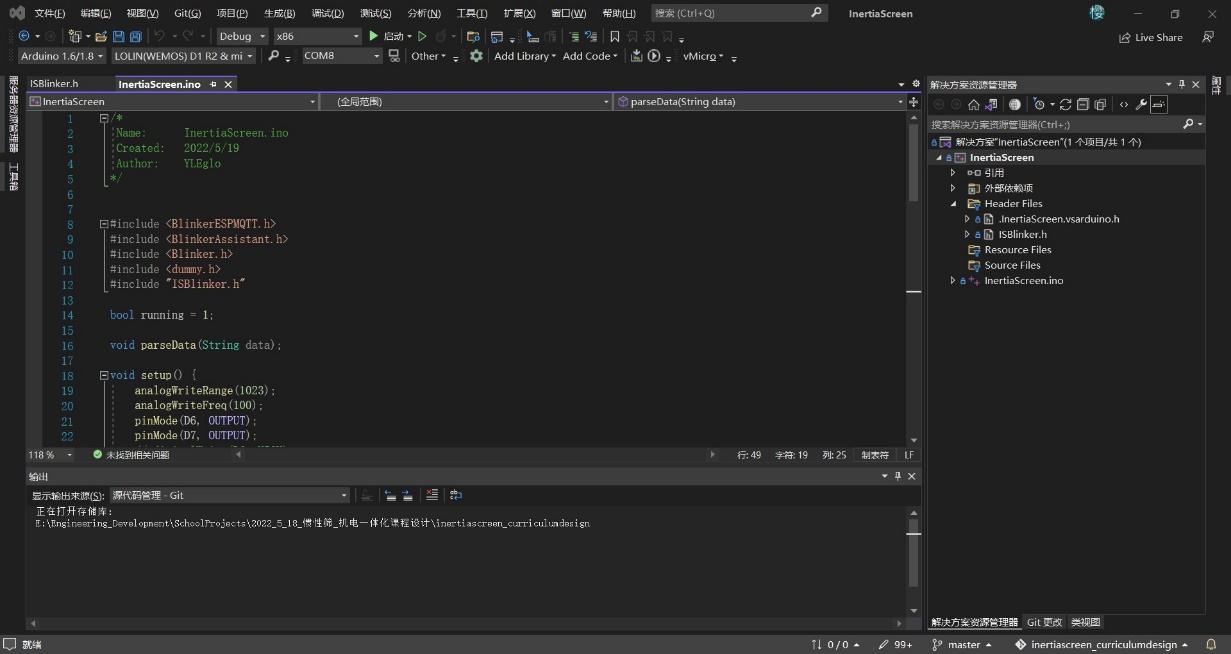 文件(F) 编辑(E) 视图(V) Git(G) 项目(P) 生成(B) 调试(D) 测试(S) 分析(N) 工具(T) 扩展(X) 窗口(W) 帮助(H) 搜索 (Ctrl+Q) InertiaScreen
Debug x86 启动 Live Share
Arduino 1.6/1.8 LOLIN(WEMOS) D1 R2 & mi COM8 Other Add Library Add Code vMicro
服务器资源管理器
工具箱
ISBlinker.h InertiaScreen.ino
InertiaScreen (全局范围) parseData(String data)
1 /*
2 Name: InertiaScreen.ino
3 Created: 2022/5/19
4 Author: YLEglo
5 */
6
7
8 #include <BlinkerESPMQTT.h>
9 #include <BlinkerAssistant.h>
10 #include <Blinker.h>
11 #include <dummy.h>
12 #include "ISBlinker.h"
13
14 bool running = 1;
15
16 void parseData(String data);
17
18 void setup() {
19 analogWriteRange(1023);
20 analogWriteFreq(100);
21 pinMode(D6, OUTPUT);
22 pinMode(D7, OUTPUT);
118 % 未找到相关问题 行: 49 字符: 19 列: 25 制表符 LF
输出
显示输出来源(S): 源代码管理 - Git
正在打开存储库:
E:\Engineering_Development\SchoolProjects\2022_5_18_惯性筛_机电一体化课程设计\inertiascreen_curriculumdesign
解决方案资源管理器
搜索解决方案资源管理器(Ctrl+;)
解决方案"InertiaScreen"(1 个项目/共 1 个)
InertiaScreen
引用
外部依赖项
Header Files
.InertiaScreen.vsarduino.h
ISBlinker.h
Resource Files
Source Files
InertiaScreen.ino
解决方案资源管理器 Git 更改 类视图
属性
就绪 0 / 0 99+ master inertiascreen_curriculumdesign